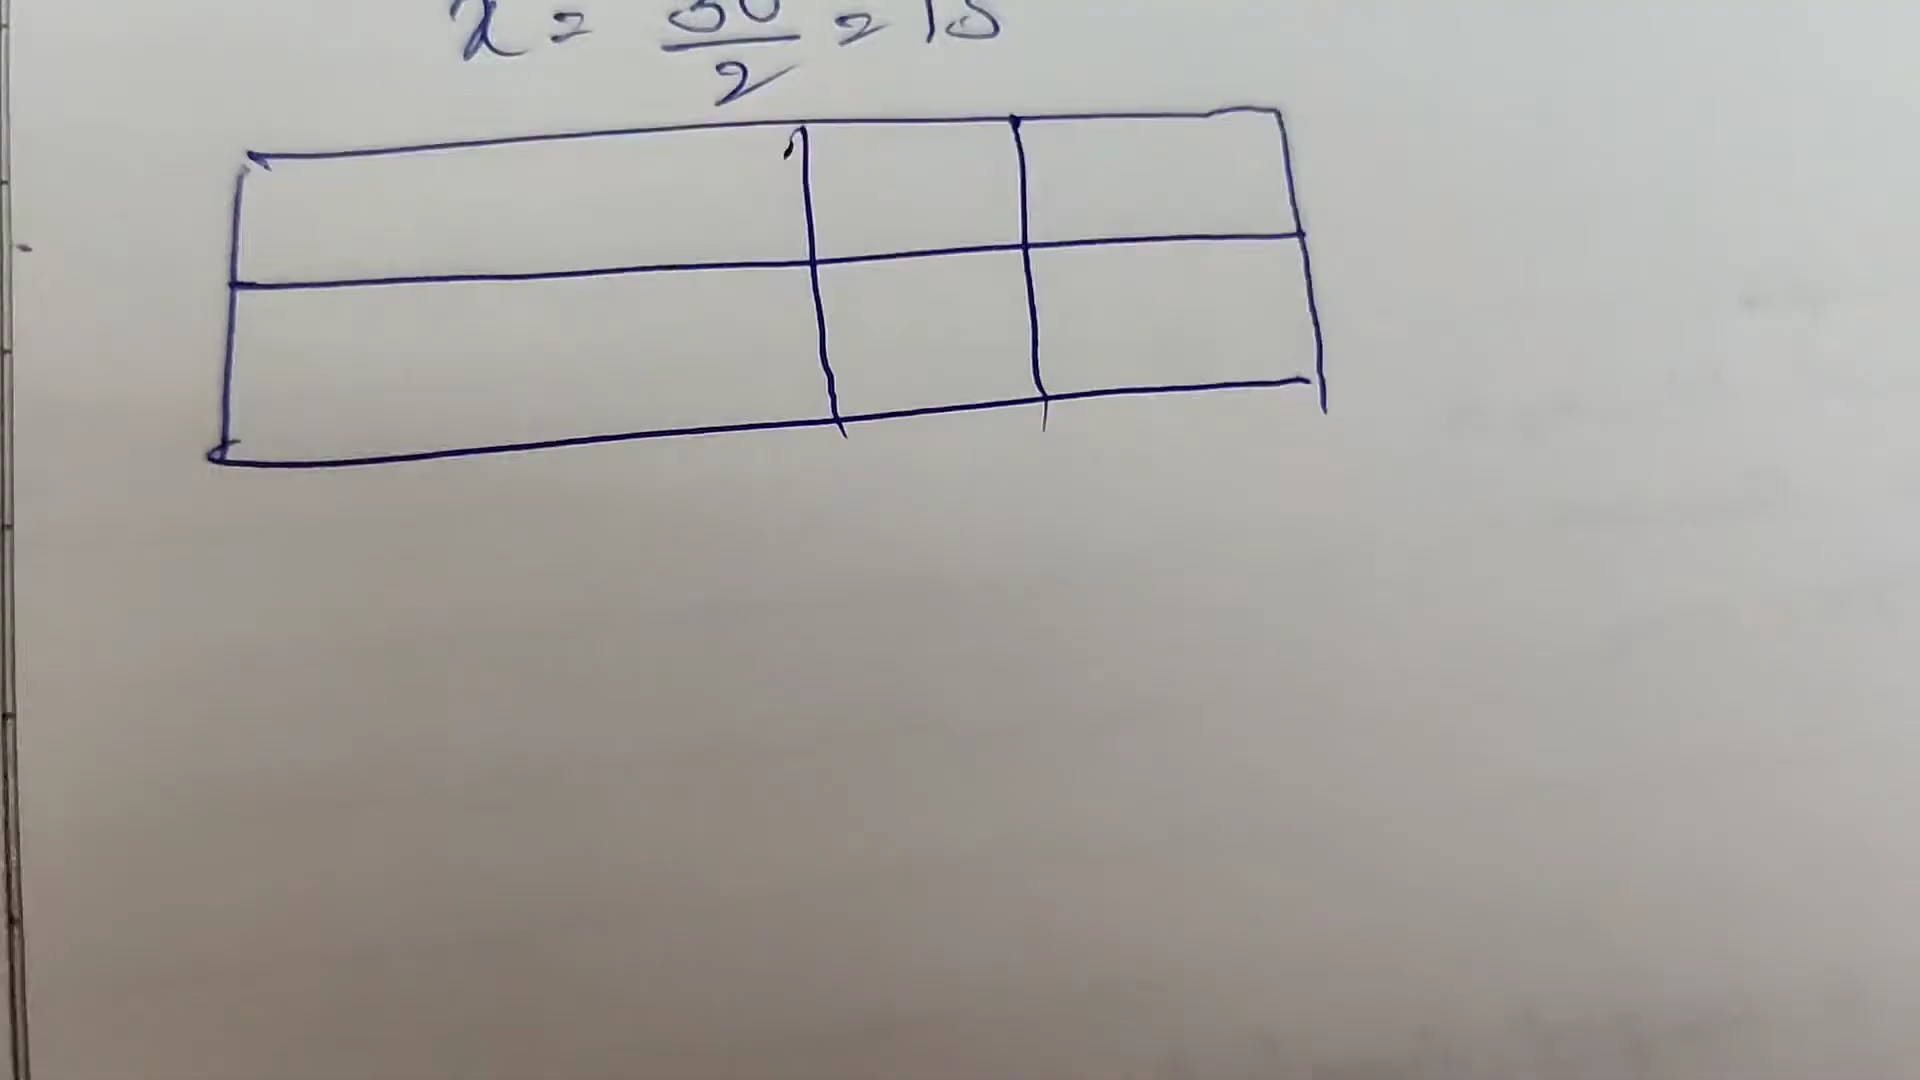 x = 30/2 = 15